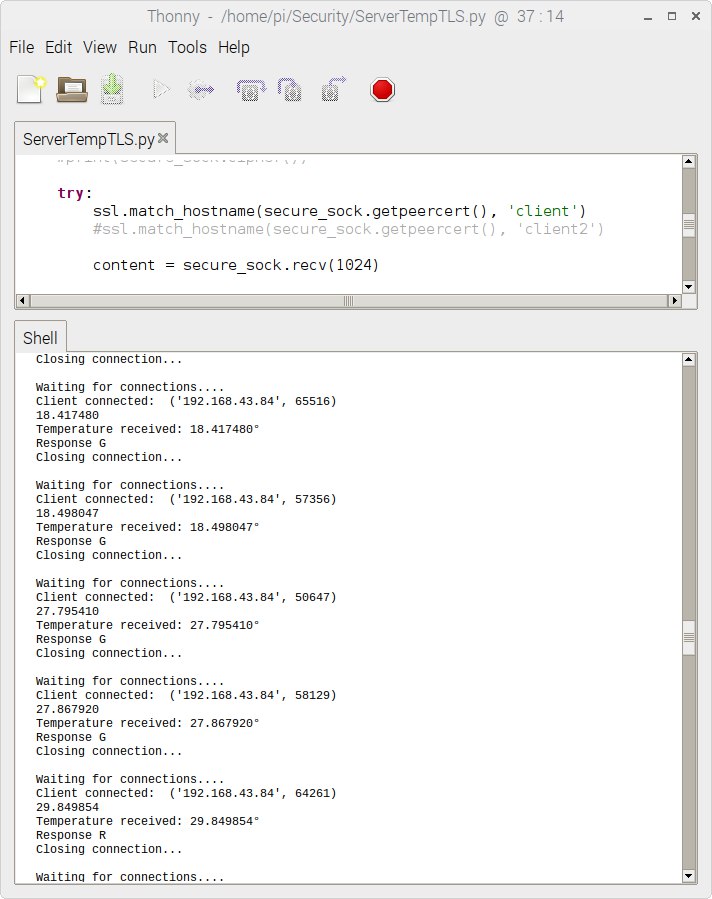 Thonny - /home/pi/Security/ServerTempTLS.py @ 37 : 14
File Edit View Run Tools Help
ServerTempTLS.py
#print(secure_sock.cipher())
try:
ssl.match_hostname(secure_sock.getpeercert(), 'client')
#ssl.match_hostname(secure_sock.getpeercert(), 'client2')
content = secure_sock.recv(1024)
Shell
Closing connection...
Waiting for connections....
Client connected:  ('192.168.43.84', 65516)
18.417480
Temperature received: 18.417480°
Response G
Closing connection...
Waiting for connections....
Client connected:  ('192.168.43.84', 57356)
18.498047
Temperature received: 18.498047°
Response G
Closing connection...
Waiting for connections....
Client connected:  ('192.168.43.84', 50647)
27.795410
Temperature received: 27.795410°
Response G
Closing connection...
Waiting for connections....
Client connected:  ('192.168.43.84', 58129)
27.867920
Temperature received: 27.867920°
Response G
Closing connection...
Waiting for connections....
Client connected:  ('192.168.43.84', 64261)
29.849854
Temperature received: 29.849854°
Response R
Closing connection...
Waiting for connections....